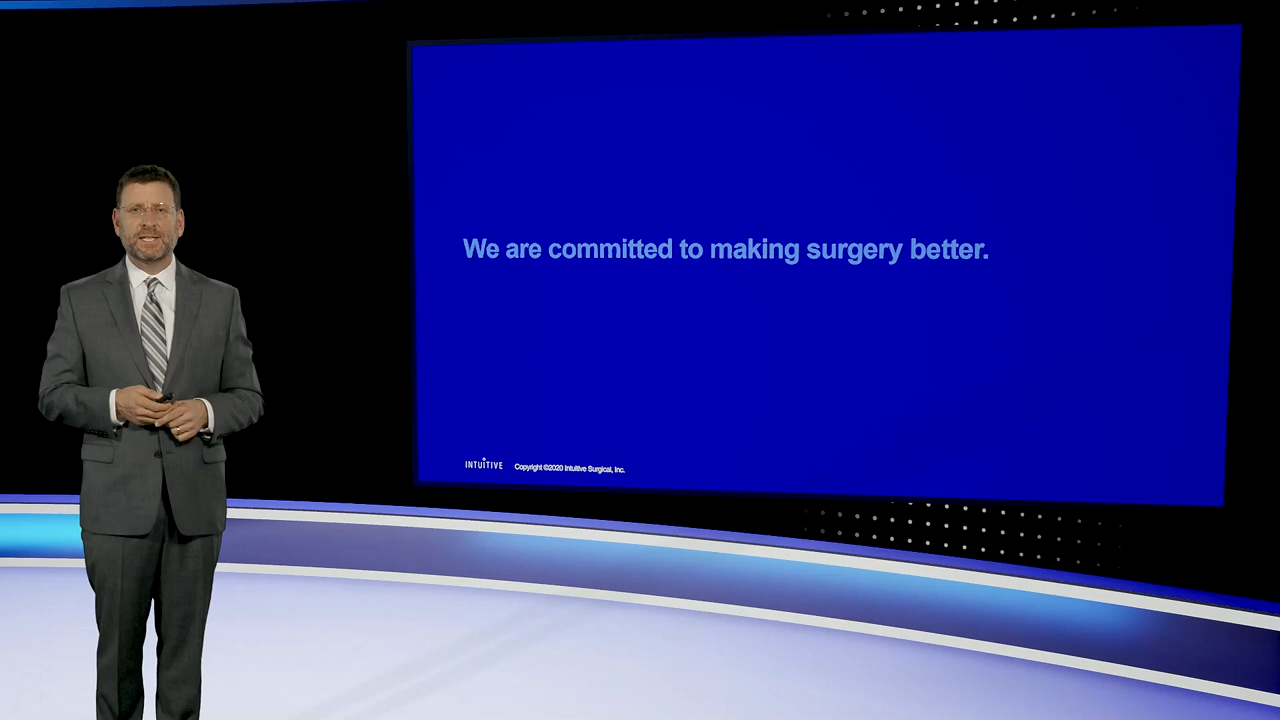 We are committed to making surgery better.
INTUITIVE Copyright ©2020 Intuitive Surgical, Inc.